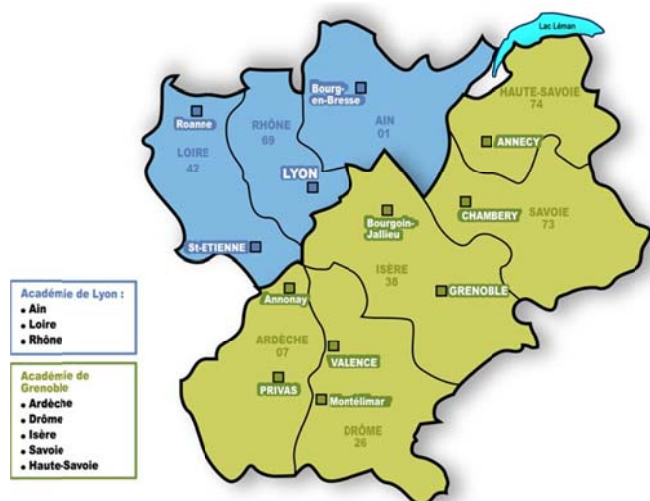 Lac Léman
HAUTE-SAVOIE
74
Bourg-
en-Bresse
Roanne
RHÔNE
69
AIN
01
ANNECY
LOIRE
42
LYON
CHAMBERY
SAVOIE
73
Bourgoin-
Jallieu
St-ETIENNE
ISÈRE
38
GRENOBLE
Annonay
ARDÈCHE
07
VALENCE
PRIVAS
Montélimar
DRÔME
26
Académie de Lyon :
• Ain
• Loire
• Rhône
Académie de
Grenoble
• Ardèche
• Drôme
• Isère
• Savoie
• Haute-Savoie